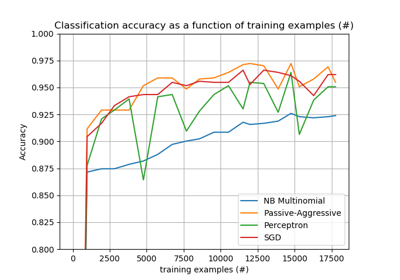 Classification accuracy as a function of training examples (#)
1.000
0.975
0.950
0.925
0.900
0.875
0.850
0.825
0.800
Accuracy
NB Multinomial
Passive-Aggressive
Perceptron
SGD
0 2500 5000 7500 10000 12500 15000 17500
training examples (#)